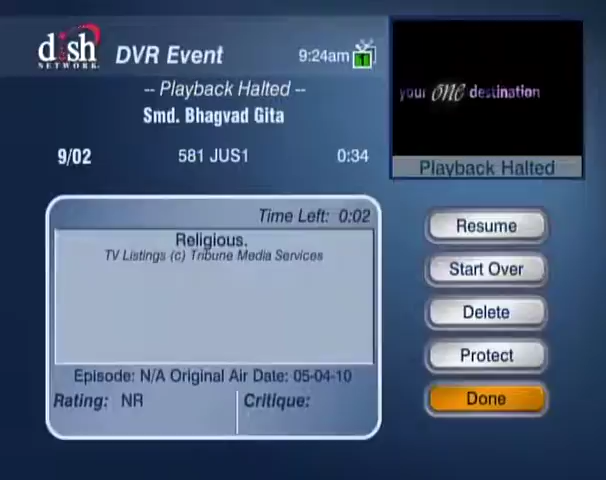 dish
NETWORK
DVR Event
9:24am
1
-- Playback Halted --
Smd. Bhagvad Gita
9/02 581 JUS1 0:34
your one destination
Playback Halted
Time Left: 0:02
Religious.
TV Listings (c) Tribune Media Services
Episode: N/A Original Air Date: 05-04-10
Rating: NR Critique:
Resume
Start Over
Delete
Protect
Done